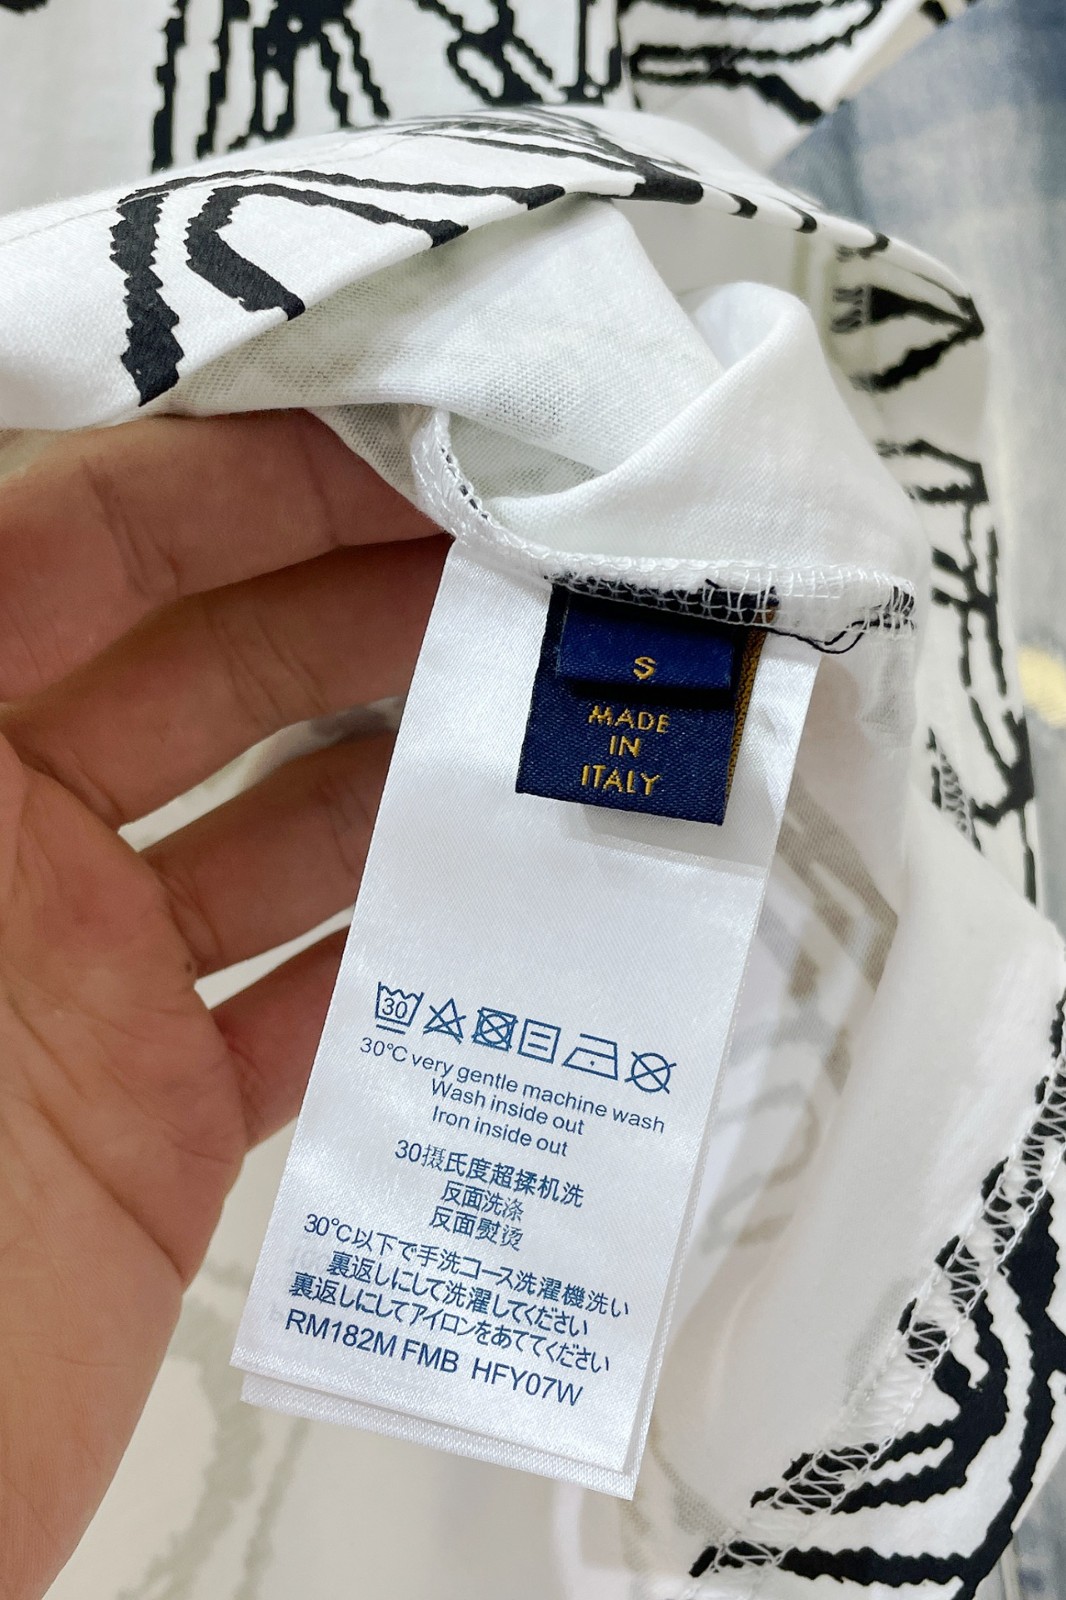 S
MADE
IN
ITALY
30
30°C very gentle machine wash
Wash inside out
Iron inside out
30摄氏度超揉机洗
反面洗涤
反面熨烫
30°C以下で手洗コース洗濯機洗い
裏返しにして洗濯してください
裏返しにしてアイロンをあててください
RM182M FMB HFY07W